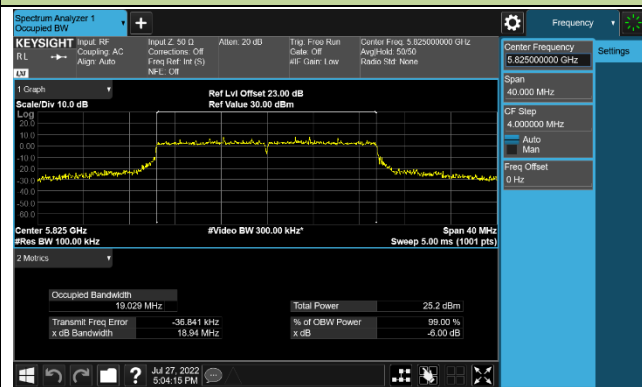 Spectrum Analyzer 1
Occupied BW
+
Frequency
KEYSIGHT
RL
LXI
Input: RF
Coupling: AC
Align: Auto
Input Z: 50 Ω
Corrections: Off
Freq Ref: Int (S)
NFE: Off
Atten: 20 dB
Trig: Free Run
Gate: Off
#IF Gain: Low
Center Freq: 5.825000000 GHz
Avg|Hold: 50/50
Radio Std: None
Center Frequency
5.825000000 GHz
Settings
Span
40.000 MHz
CF Step
4.000000 MHz
Auto
Man
Freq Offset
0 Hz
1 Graph
Scale/Div 10.0 dB
Ref Lvl Offset 23.00 dB
Ref Value 30.00 dBm
Log
20.0
10.0
0.00
-10.0
-20.0
-30.0
-40.0
-50.0
-60.0
Center 5.825 GHz
#Res BW 100.00 kHz
#Video BW 300.00 kHz*
Span 40 MHz
Sweep 5.00 ms (1001 pts)
2 Metrics
Occupied Bandwidth
19.029 MHz
Total Power 25.2 dBm
Transmit Freq Error -36.841 kHz
% of OBW Power 99.00 %
x dB Bandwidth 18.94 MHz
x dB -6.00 dB
?
Jul 27, 2022
5:04:15 PM